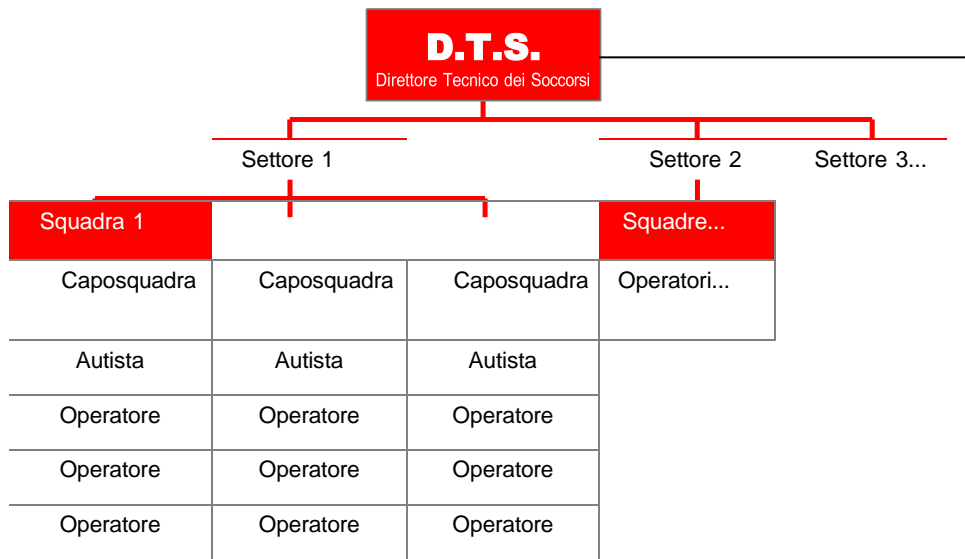 D.T.S.
Direttore Tecnico dei Soccorsi
Settore 1
Settore 2
Settore 3...
Squadra 1
Squadre...
Caposquadra
Caposquadra
Caposquadra
Operatori...
Autista
Autista
Autista
Operatore
Operatore
Operatore
Operatore
Operatore
Operatore
Operatore
Operatore
Operatore